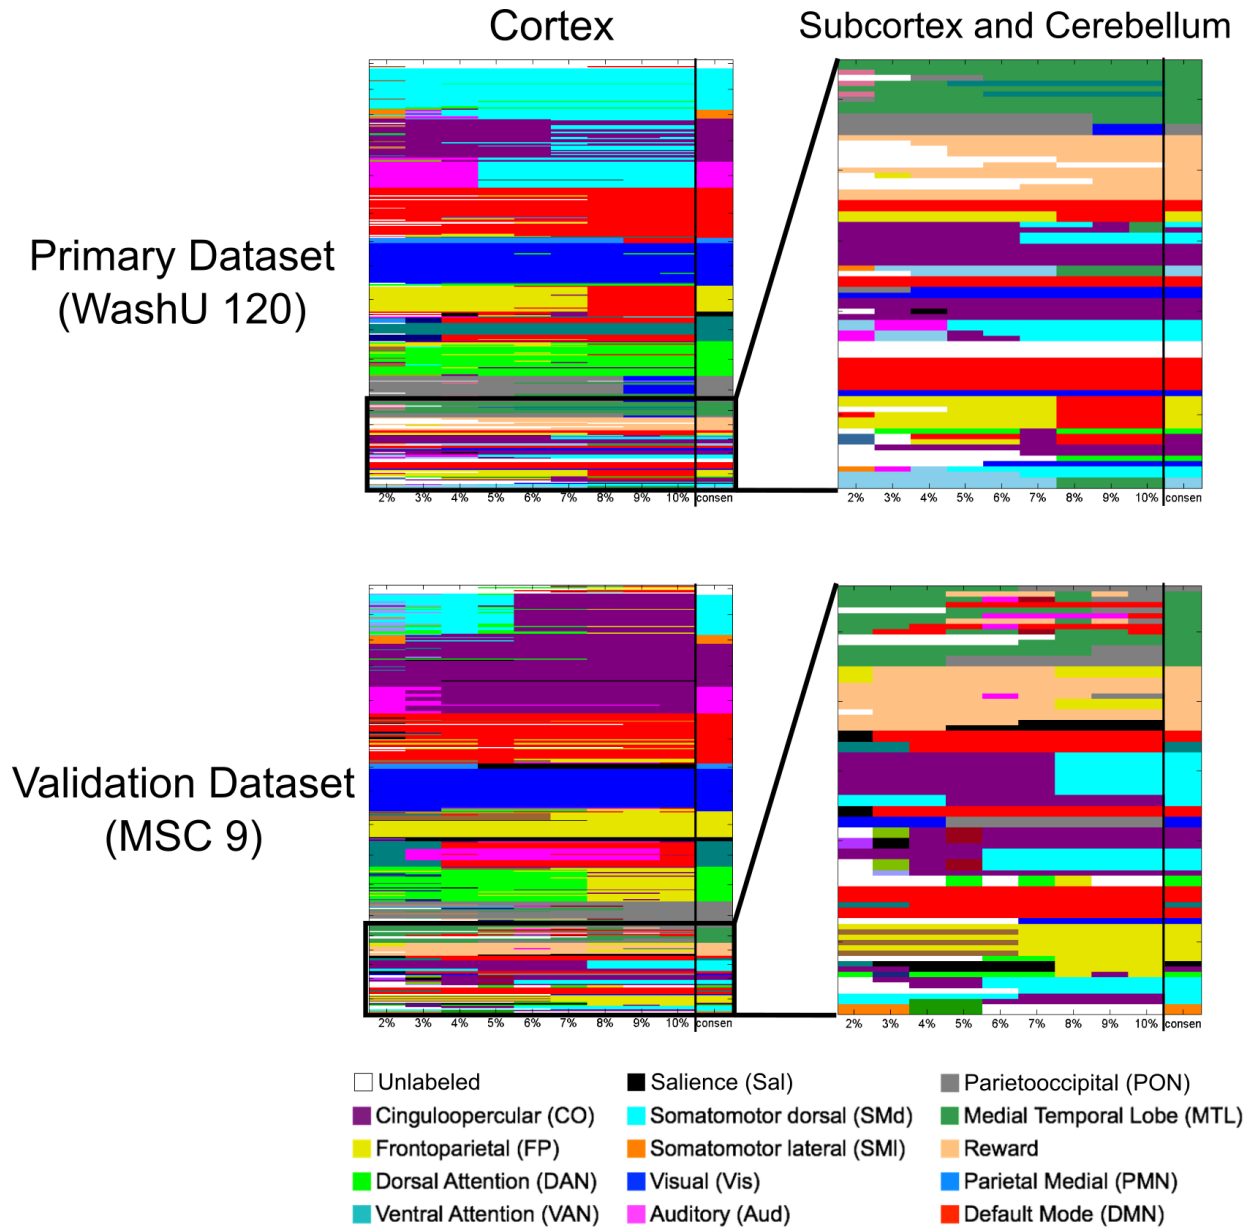 Cortex
Subcortex and Cerebellum
Primary Dataset
(WashU 120)
2% 3% 4% 5% 6% 7% 8% 9% 10% consen
2% 3% 4% 5% 6% 7% 8% 9% 10% consen
Validation Dataset
(MSC 9)
2% 3% 4% 5% 6% 7% 8% 9% 10% consen
2% 3% 4% 5% 6% 7% 8% 9% 10% consen
Unlabeled
Salience (Sal)
Parietooccipital (PON)
Cinguloopercular (CO)
Somatomotor dorsal (SMd)
Medial Temporal Lobe (MTL)
Frontoparietal (FP)
Somatomotor lateral (SMl)
Reward
Dorsal Attention (DAN)
Visual (Vis)
Parietal Medial (PMN)
Ventral Attention (VAN)
Auditory (Aud)
Default Mode (DMN)